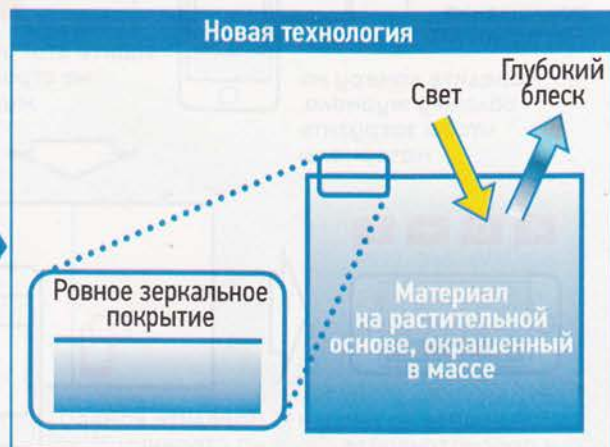 Новая технология
Свет
Глубокий
блеск
Ровное зеркальное
покрытие
Материал
на растительной
основе, окрашенный
в массе